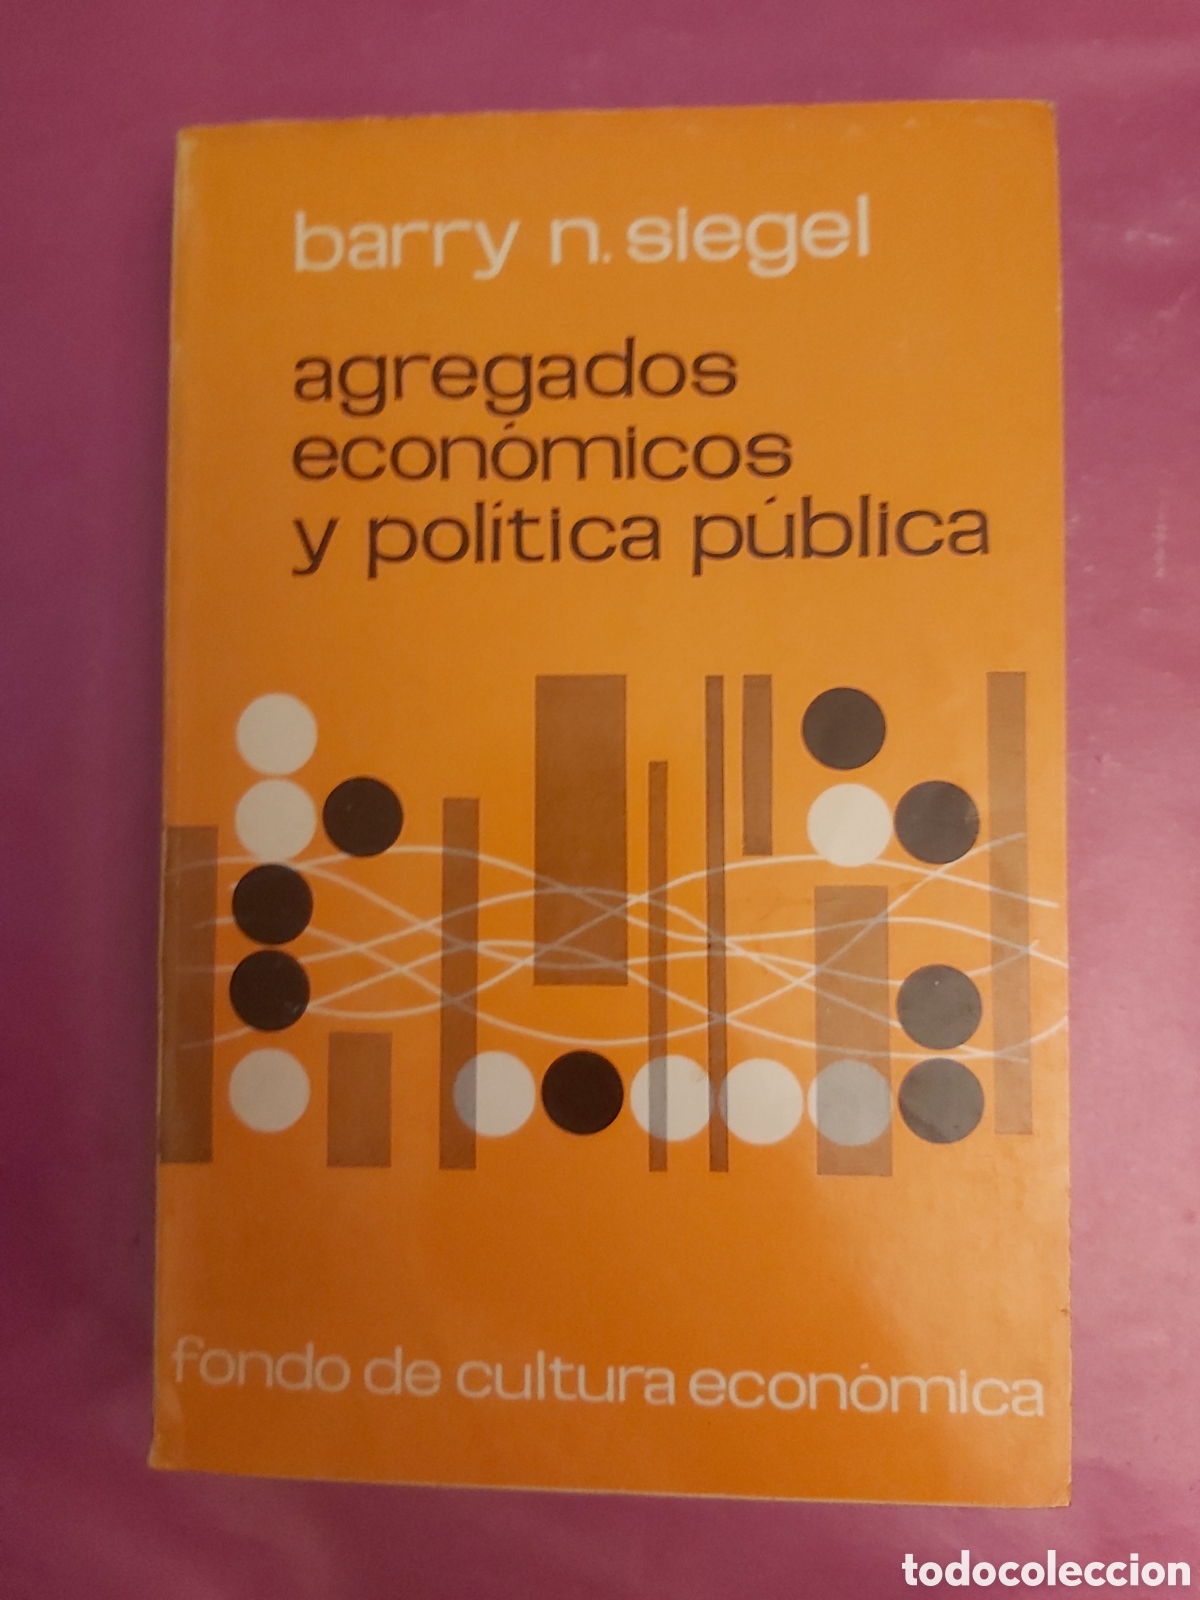 barry n. siegel
agregados
económicos
y política pública
fondo de cultura económica
todocoleccion